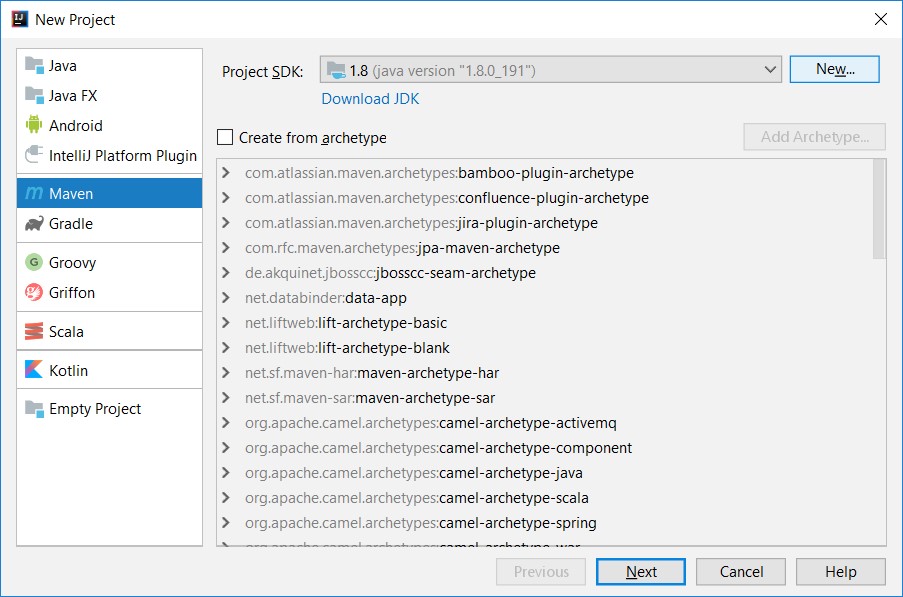 New Project
Java
Java FX
Android
IntelliJ Platform Plugin
Maven
Gradle
Groovy
Griffon
Scala
Kotlin
Empty Project
Project SDK: 1.8 (java version "1.8.0_191") New...
Download JDK
Create from archetype Add Archetype...
com.atlassian.maven.archetypes:bamboo-plugin-archetype
com.atlassian.maven.archetypes:confluence-plugin-archetype
com.atlassian.maven.archetypes:jira-plugin-archetype
com.rfc.maven.archetypes:jpa-maven-archetype
de.akquinet.jbosscc:jbosscc-seam-archetype
net.databinder:data-app
net.liftweb:lift-archetype-basic
net.liftweb:lift-archetype-blank
net.sf.maven-har:maven-archetype-har
net.sf.maven-sar:maven-archetype-sar
org.apache.camel.archetypes:camel-archetype-activemq
org.apache.camel.archetypes:camel-archetype-component
org.apache.camel.archetypes:camel-archetype-java
org.apache.camel.archetypes:camel-archetype-scala
org.apache.camel.archetypes:camel-archetype-spring
org.apache.camel.archetypes:camel-archetype-war
Previous Next Cancel Help